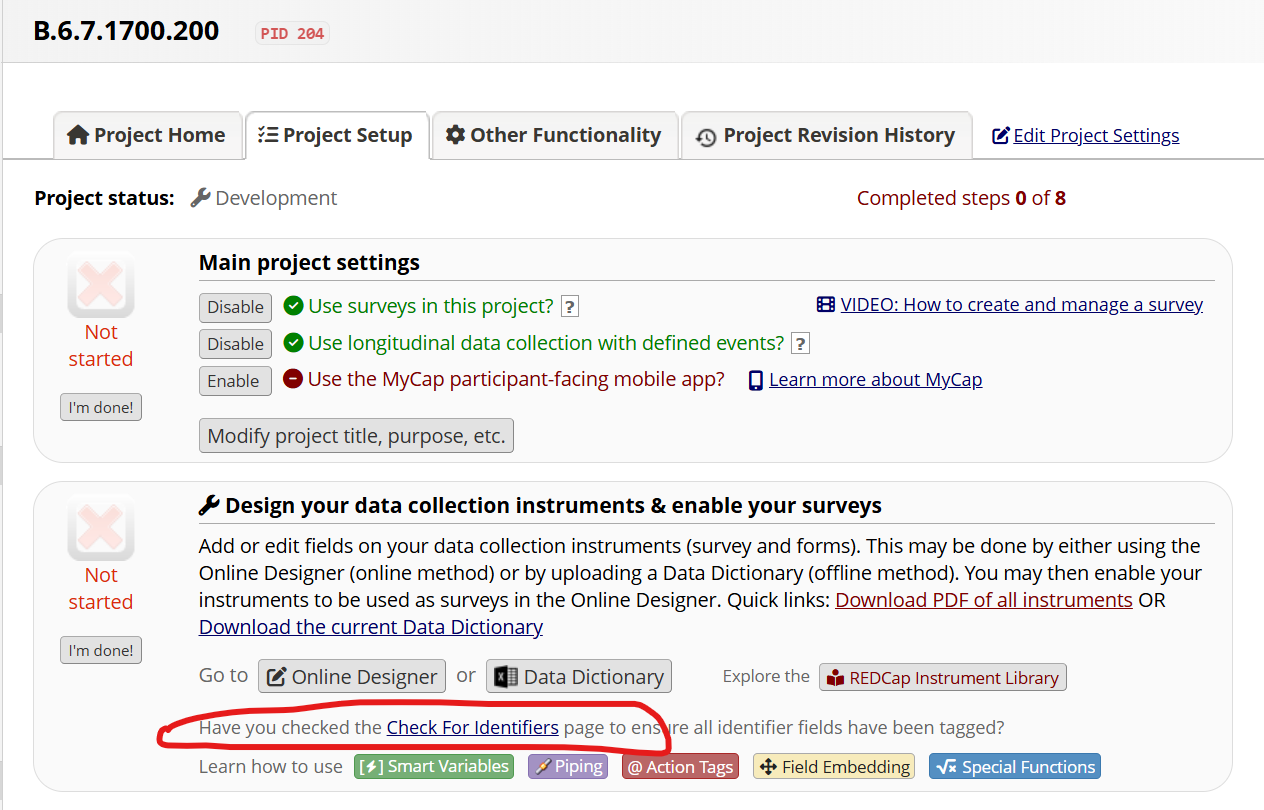 B.6.7.1700.200 PID 204
Project Home Project Setup Other Functionality Project Revision History Edit Project Settings
Project status: Development Completed steps 0 of 8
Main project settings
Not started
I'm done!
Disable Use surveys in this project? ? VIDEO: How to create and manage a survey
Disable Use longitudinal data collection with defined events? ?
Enable Use the MyCap participant-facing mobile app? Learn more about MyCap
Modify project title, purpose, etc.
Design your data collection instruments & enable your surveys
Not started
I'm done!
Add or edit fields on your data collection instruments (survey and forms). This may be done by either using the
Online Designer (online method) or by uploading a Data Dictionary (offline method). You may then enable your
instruments to be used as surveys in the Online Designer. Quick links: Download PDF of all instruments OR
Download the current Data Dictionary
Go to Online Designer or Data Dictionary Explore the REDCap Instrument Library
Have you checked the Check For Identifiers page to ensure all identifier fields have been tagged?
Learn how to use [⚡] Smart Variables Piping @ Action Tags Field Embedding √x Special Functions